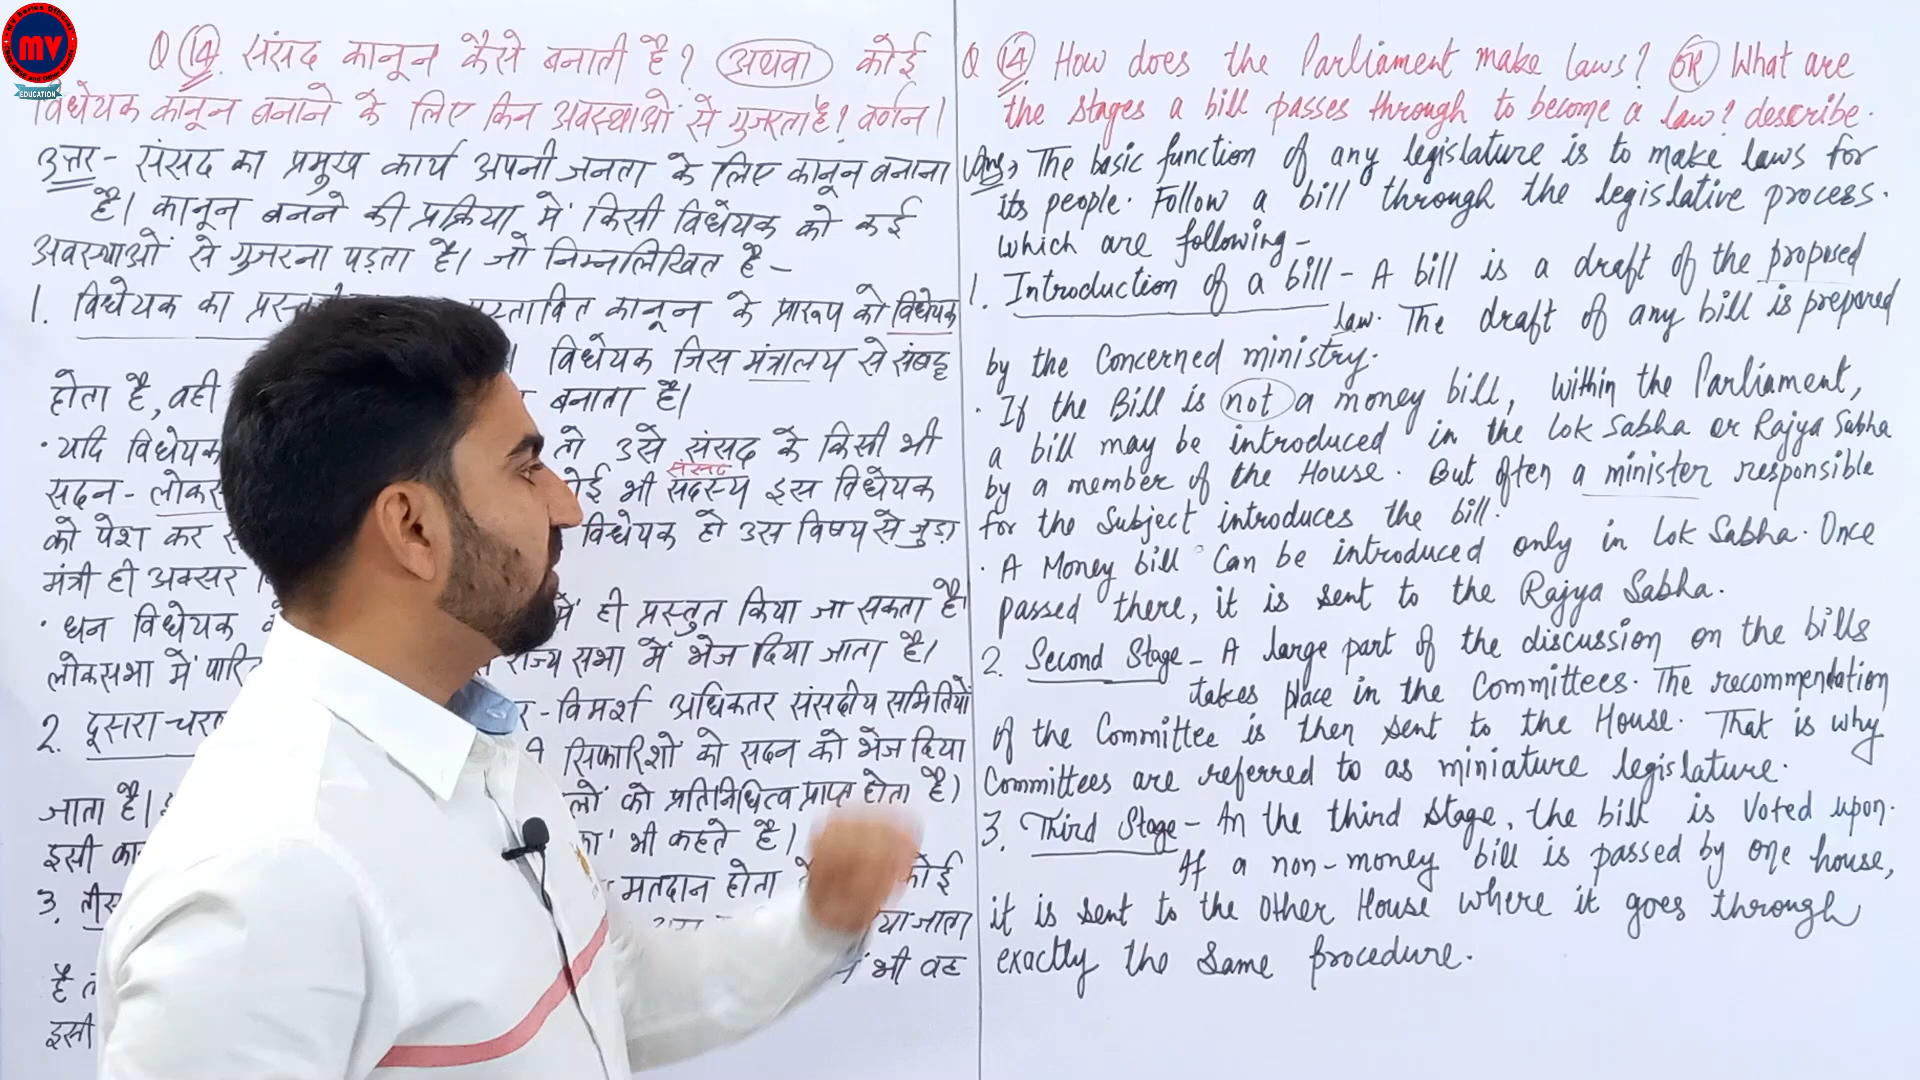 MV
EDUCATION
Q 14. संसद कानून कैसे बनाती है? अथवा कोई
विधेयक कानून बनाने के लिए किन अवस्थाओं से गुजरता है? वर्णन।
उत्तर- संसद का प्रमुख कार्य अपनी जनता के लिए कानून बनाना
है। कानून बनने की प्रक्रिया में किसी विधेयक को कई
अवस्थाओं से गुजरना पड़ता है। जो निम्नलिखित है-
1. विधेयक का कानून के प्रारूप को विधेयक
विधेयक जिस मंत्रालय से संबद्ध
होता है, वही बनाता है।
· यदि विधेयक तो उसे संसद के किसी भी
संसद
सदन- भी सदस्य इस विधेयक
को पेश कर विधेयक हो उस विषय से जुड़ा
मंत्री ही अक्सर
· धन विधेयक में ही प्रस्तुत किया जा सकता है
लोकसभा में राज्य सभा में भेज दिया जाता है।
2. दूसरा-विमर्श अधिकतर संसदीय समितियों
सिफारिशों को सदन को भेज दिया
जाता है। को प्रतिनिधित्व प्राप्त होता है)
इसी भी कहते है।
3. मतदान होता कोई
है भी वह
इसी
Q 14. How does the Parliament make laws? OR What are
the stages a bill passes through to become a law? describe.
Ans, The basic function of any legislature is to make laws for
its people. Follow a bill through the legislative process.
which are following-
1. Introduction of a bill- A bill is a draft of the proposed
law. The draft of any bill is prepared
by the Concerned ministry.
· If the Bill is not a money bill, within the Parliament,
a bill may be introduced in the Lok Sabha or Rajya Sabha
by a member of the House. But often a minister responsible
for the Subject introduces the bill.
· A Money bill Can be introduced only in Lok Sabha. Once
passed there, it is sent to the Rajya Sabha.
2. Second Stage- A large part of the discussion on the bills
takes place in the Committees. The recommendation
of the Committee is then sent to the House. That is why
Committees are referred to as miniature legislature.
3. Third Stage- In the third Stage, the bill is Voted upon.
If a non-money bill is passed by one house,
it is sent to the Other House where it goes through
exactly the Same procedure.